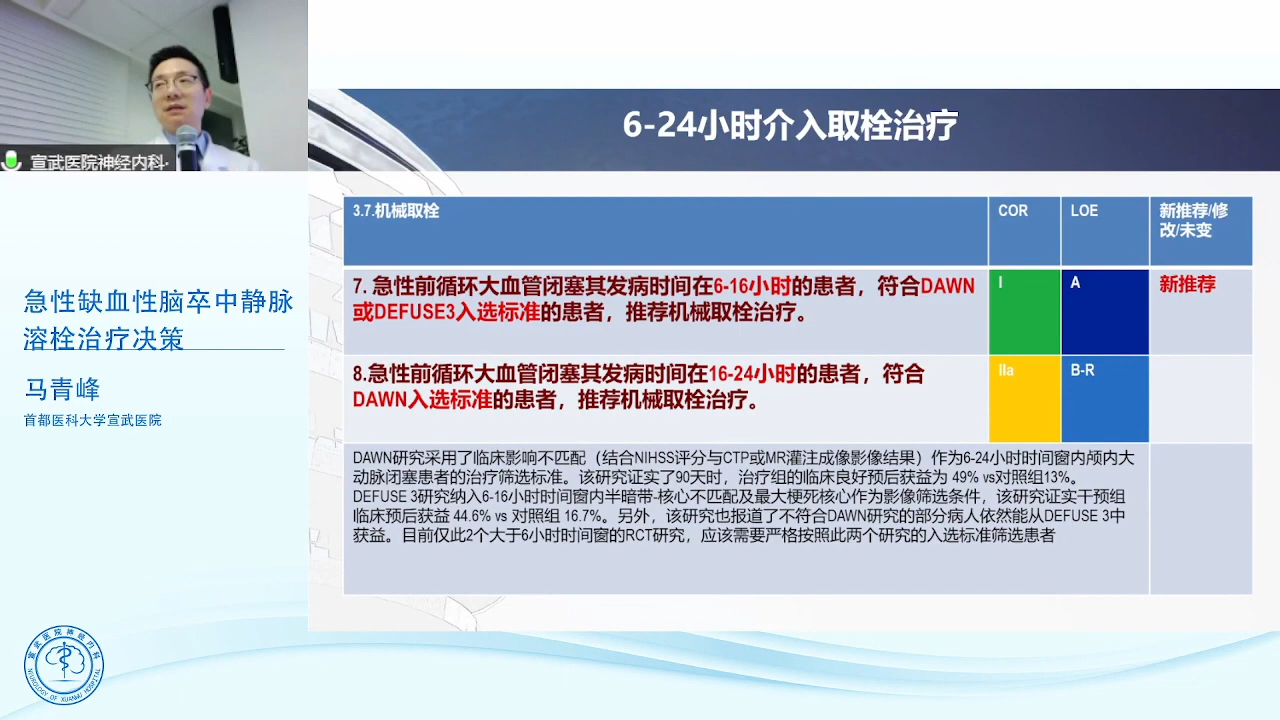 宣武医院神经内科·
急性缺血性脑卒中静脉
溶栓治疗决策
马青峰
首都医科大学宣武医院
宣武医院神经内科
NEUROLOGY OF XUANWU HOSPITAL
6-24小时介入取栓治疗
3.7.机械取栓
COR
LOE
新推荐/修
改/未变
7. 急性前循环大血管闭塞其发病时间在6-16小时的患者，符合DAWN
或DEFUSE3入选标准的患者，推荐机械取栓治疗。
I
A
新推荐
8.急性前循环大血管闭塞其发病时间在16-24小时的患者，符合
DAWN入选标准的患者，推荐机械取栓治疗。
IIa
B-R
DAWN研究采用了临床影响不匹配（结合NIHSS评分与CTP或MR灌注成像影像结果）作为6-24小时时间窗内颅内大
动脉闭塞患者的治疗筛选标准。该研究证实了90天时，治疗组的临床良好预后获益为 49% vs对照组13%。
DEFUSE 3研究纳入6-16小时时间窗内半暗带-核心不匹配及最大梗死核心作为影像筛选条件，该研究证实干预组
临床预后获益 44.6% vs 对照组 16.7%。另外，该研究也报道了不符合DAWN研究的部分病人依然能从DEFUSE 3中
获益。目前仅此2个大于6小时时间窗的RCT研究，应该需要严格按照此两个研究的入选标准筛选患者